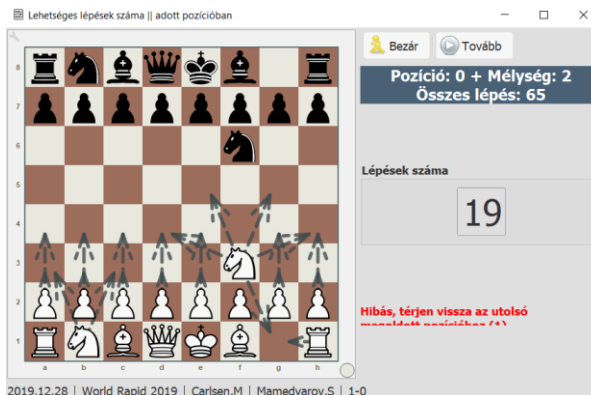 Lehetséges lépések száma || adott pozícióban
Bezár
Tovább
Pozíció: 0 + Mélység: 2
Összes lépés: 65
Lépések száma
19
Hibás, térjen vissza az utolsó
megoldott pozícióhoz (1)
8
7
6
5
4
3
2
1
a b c d e f g h
2019.12.28 | World Rapid 2019 | Carlsen,M | Mamedyarov,S | 1-0